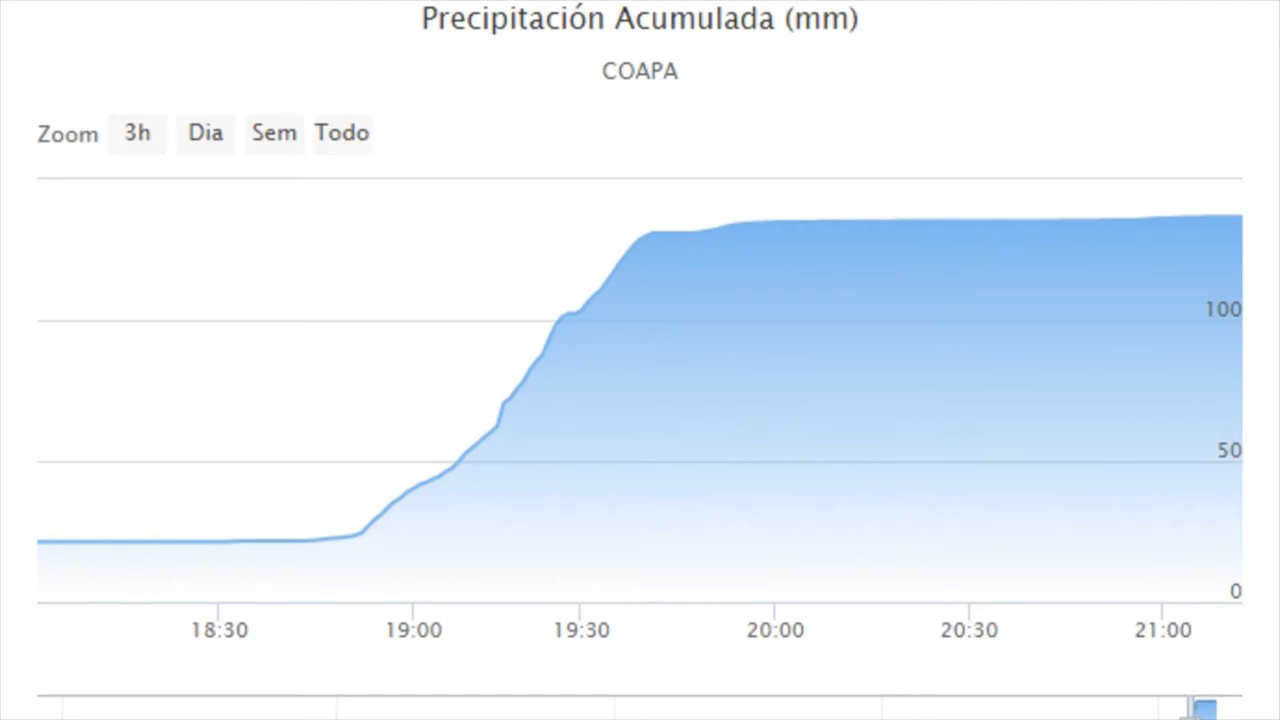 Precipitación Acumulada (mm)
COAPA
Zoom 3h Dia Sem Todo
100
50
0
18:30 19:00 19:30 20:00 20:30 21:00